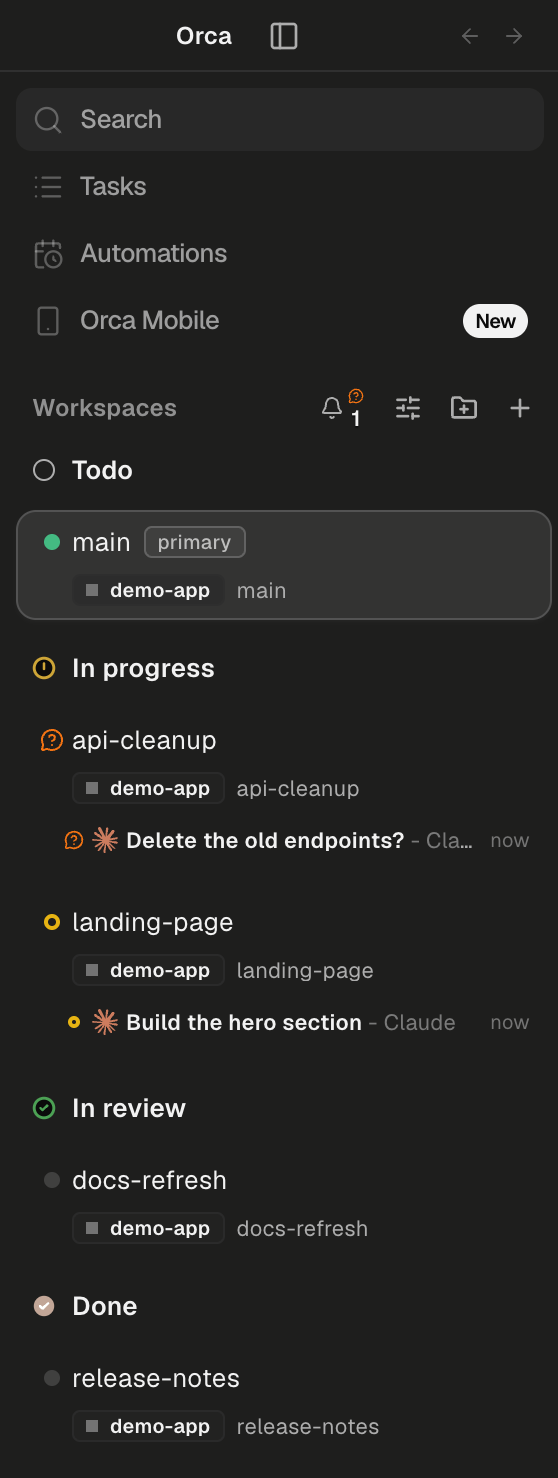 Orca
Search
Tasks
Automations
Orca Mobile New
Workspaces 1
Todo
main primary
demo-app main
In progress
api-cleanup
demo-app api-cleanup
Delete the old endpoints? - Cla... now
landing-page
demo-app landing-page
Build the hero section - Claude now
In review
docs-refresh
demo-app docs-refresh
Done
release-notes
demo-app release-notes